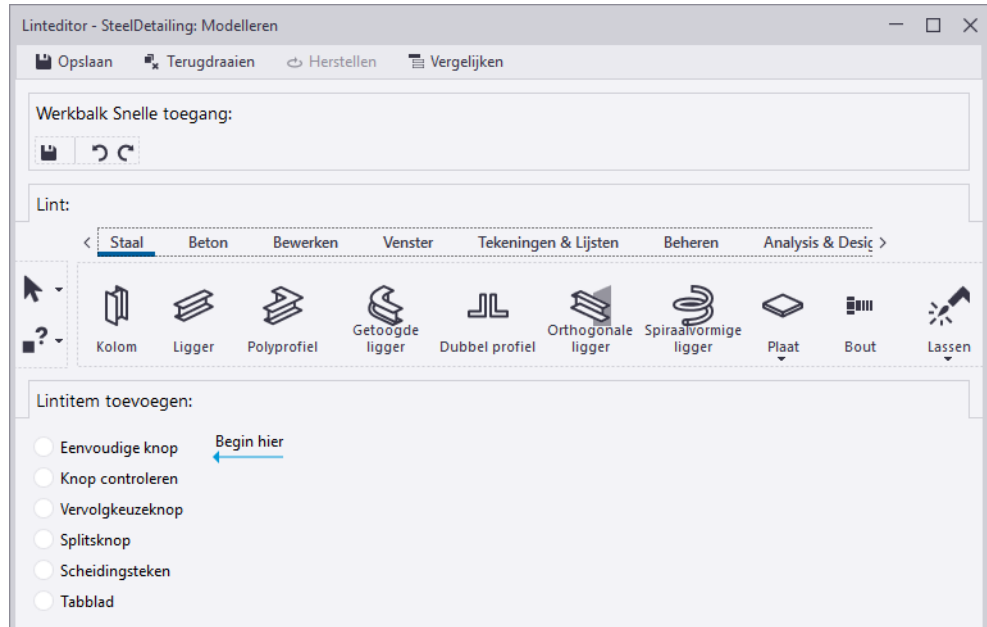 Linteditor - SteelDetailing: Modelleren
Opslaan Terugdraaien Herstellen Vergelijken
Werkbalk Snelle toegang:
Lint:
< Staal Beton Bewerken Venster Tekeningen & Lijsten Beheren Analysis & Desig >
Kolom Ligger Polyprofiel Getoogde ligger Dubbel profiel Orthogonale ligger Spiraalvormige ligger Plaat Bout Lassen
?
Lintitem toevoegen:
Eenvoudige knop Begin hier
Knop controleren
Vervolgkeuzeknop
Splitsknop
Scheidingsteken
Tabblad